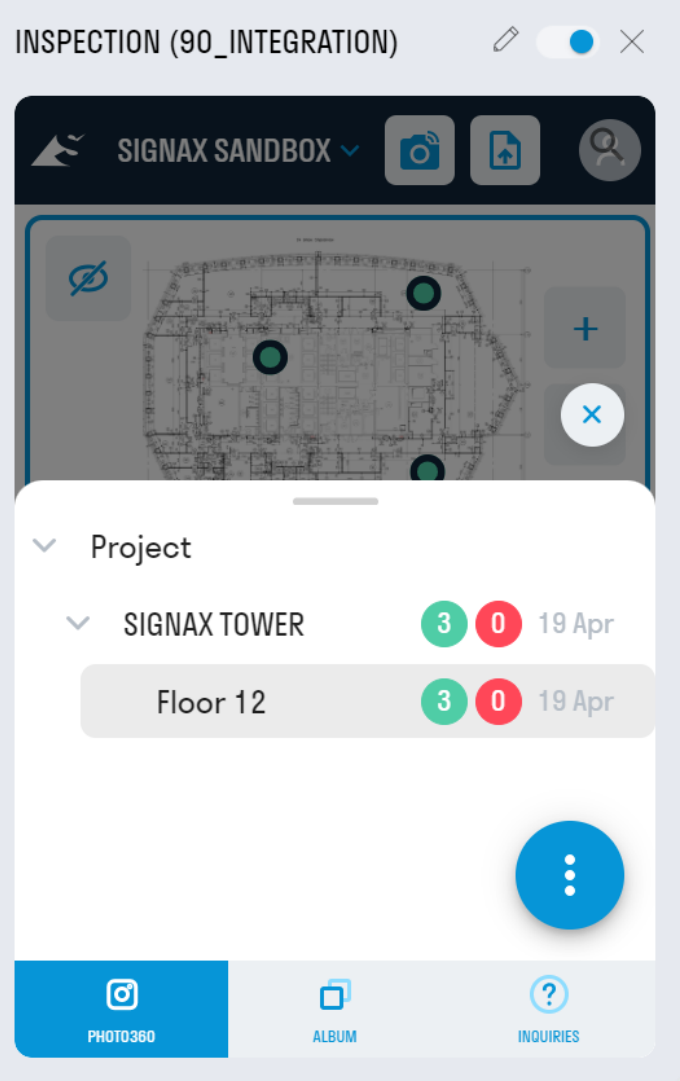 INSPECTION (90_INTEGRATION)
SIGNAX SANDBOX
Project
SIGNAX TOWER 3 0 19 Apr
Floor 12 3 0 19 Apr
PHOTO360 ALBUM INQUIRIES